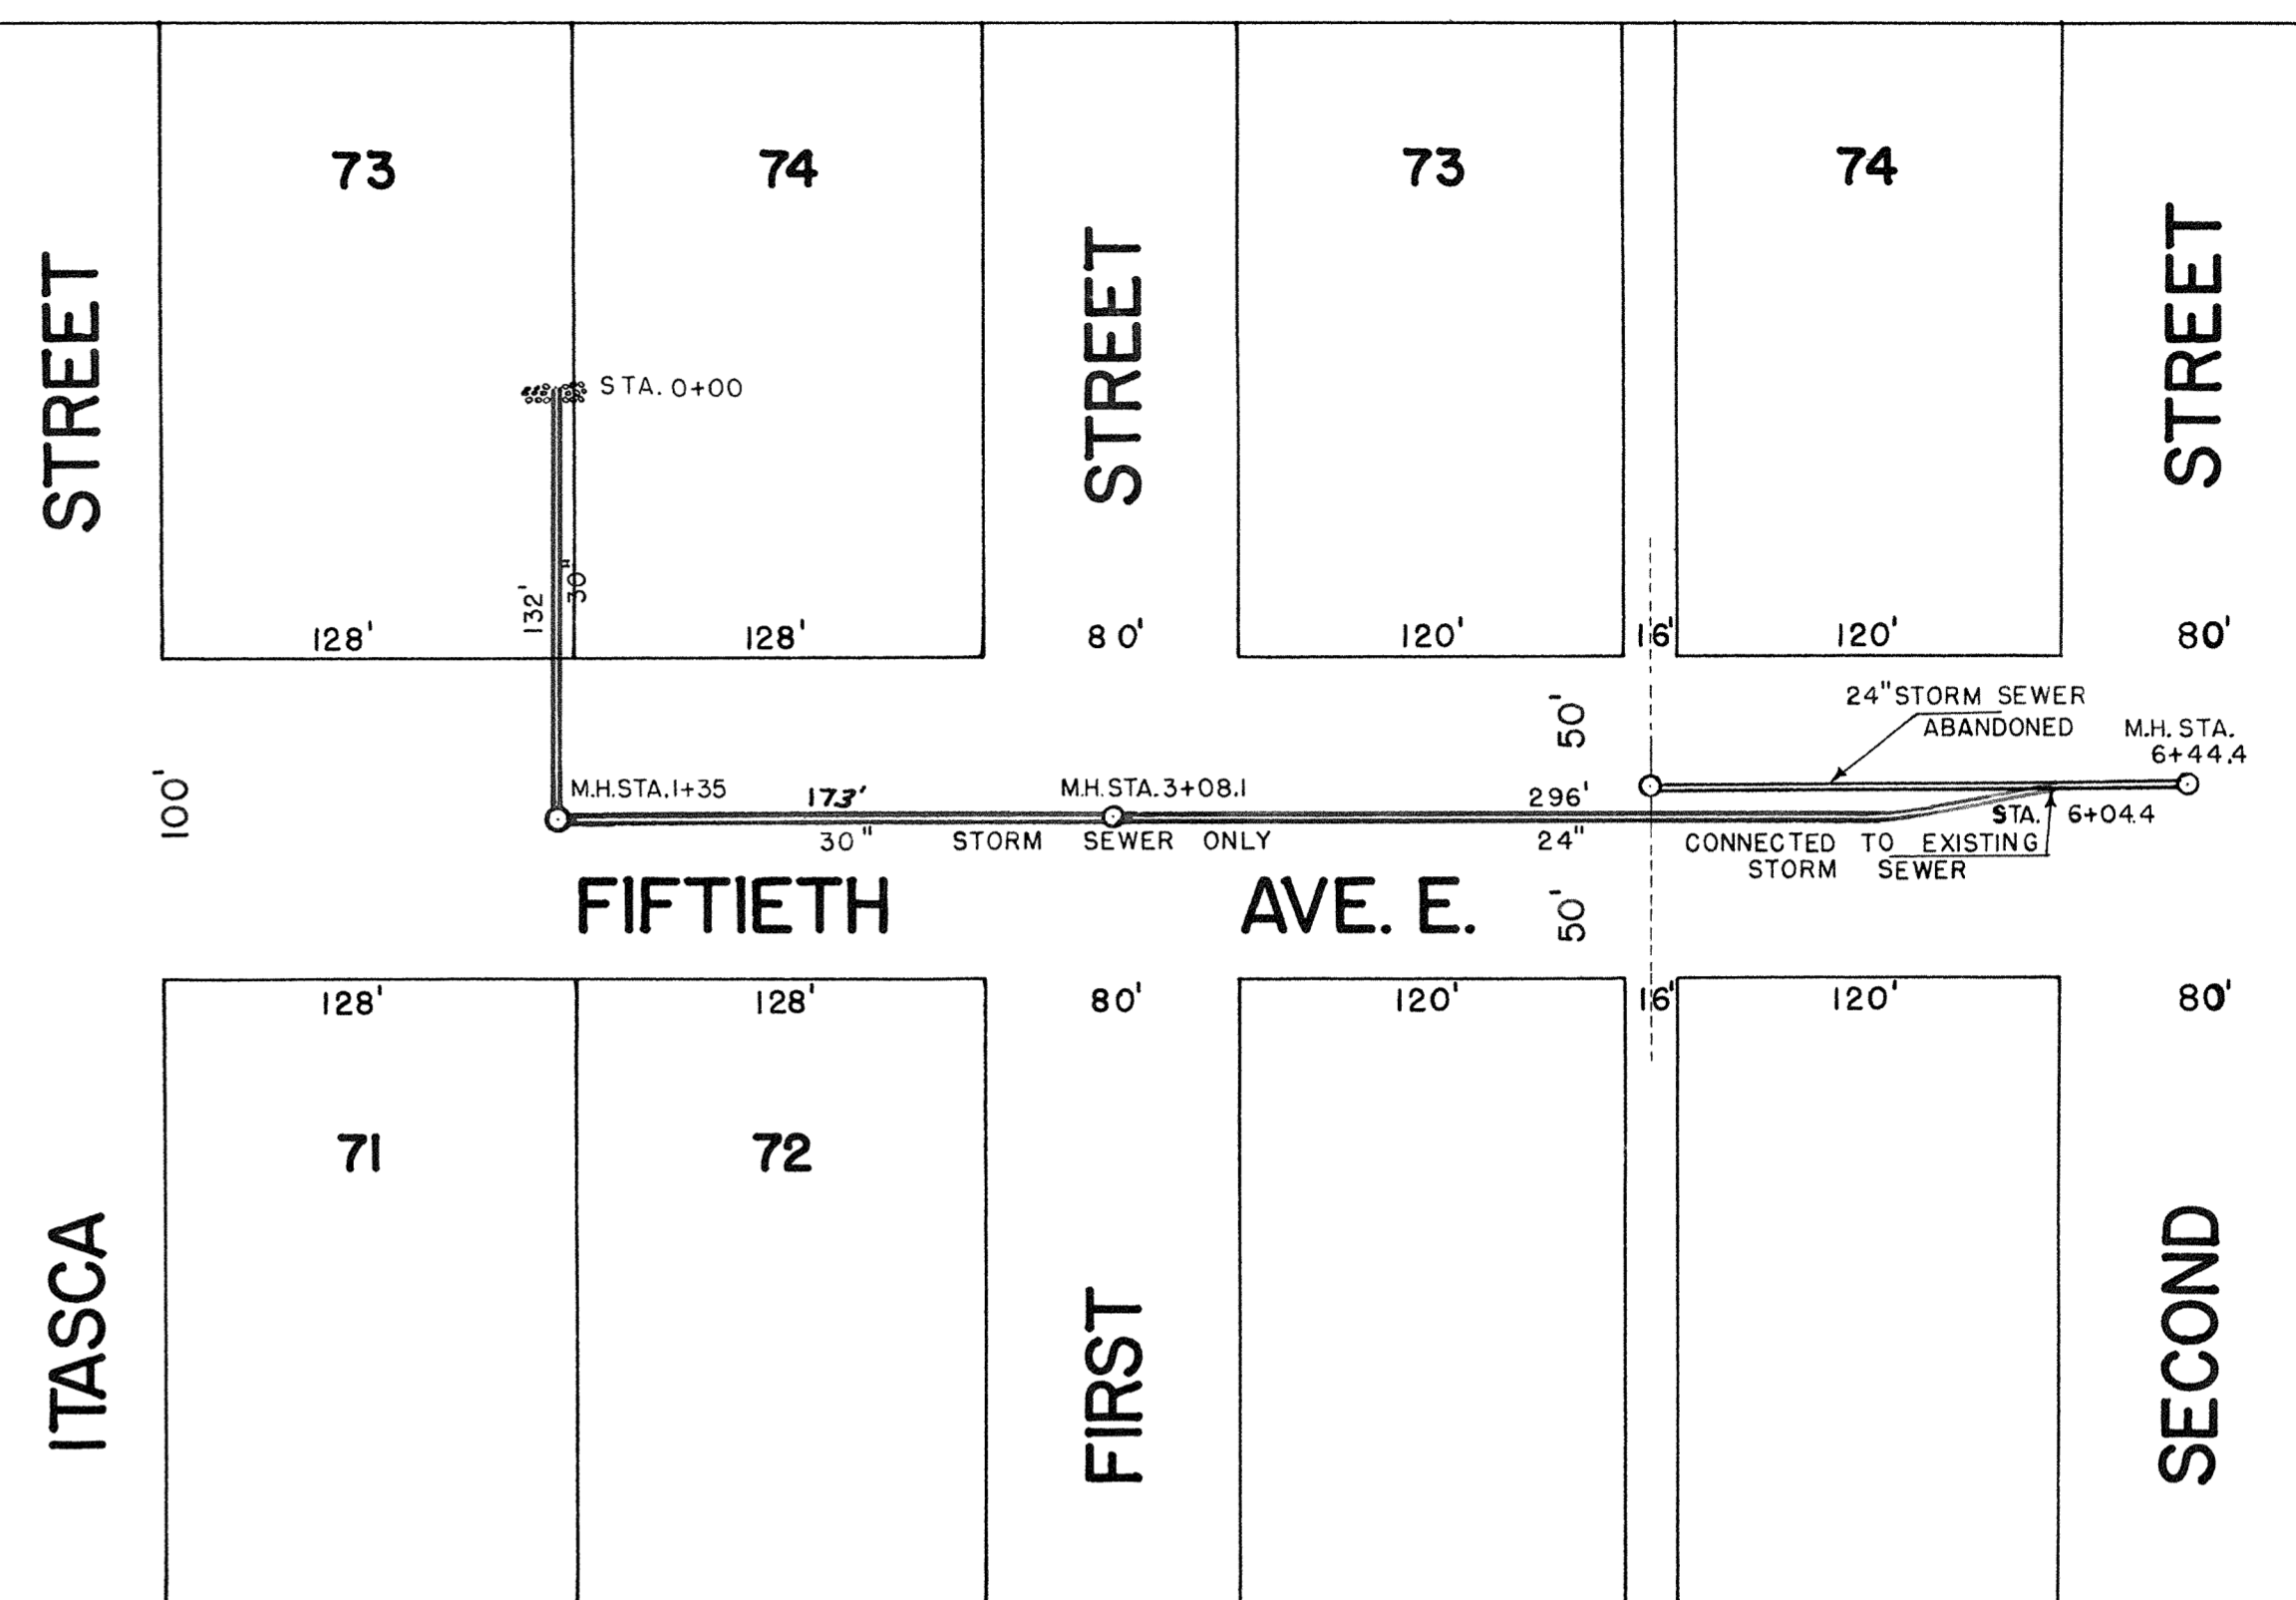 73
74
73
74
STREET
STREET
STREET
STA. 0+00
132'
30"
128'
128'
80'
120'
16'
120'
80'
100'
50'
24" STORM SEWER
ABANDONED
M.H. STA.
6+44.4
M.H.STA.1+35
173'
M.H.STA.3+08.1
296'
30" STORM SEWER ONLY
24"
STA. 6+04.4
CONNECTED TO EXISTING
STORM SEWER
FIFTIETH AVE. E.
50'
128'
128'
80'
120'
16'
120'
80'
71
72
ITASCA
FIRST
SECOND